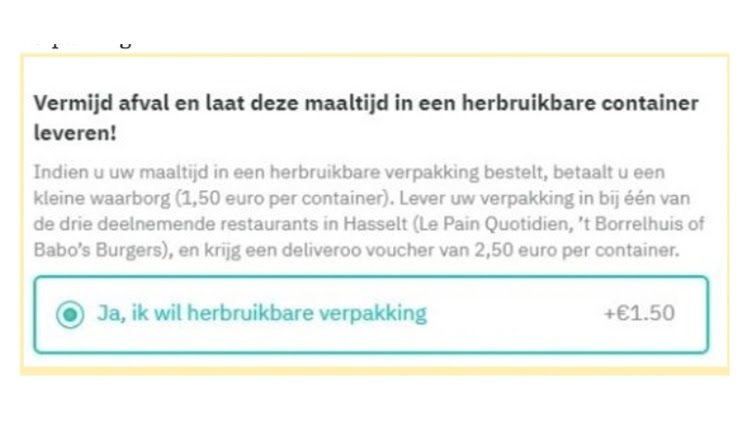 Vermijd afval en laat deze maaltijd in een herbruikbare container
leveren!
Indien u uw maaltijd in een herbruikbare verpakking bestelt, betaalt u een
kleine waarborg (1,50 euro per container). Lever uw verpakking in bij één van
de drie deelnemende restaurants in Hasselt (Le Pain Quotidien, 't Borrelhuis of
Babo's Burgers), en krijg een deliveroo voucher van 2,50 euro per container.
Ja, ik wil herbruikbare verpakking +€1.50